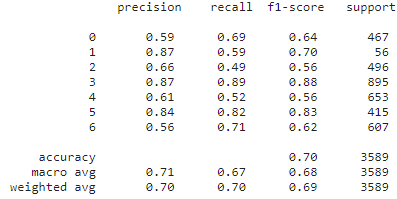 precision recall f1-score support
0 0.59 0.69 0.64 467
1 0.87 0.59 0.70 56
2 0.66 0.49 0.56 496
3 0.87 0.89 0.88 895
4 0.61 0.52 0.56 653
5 0.84 0.82 0.83 415
6 0.56 0.71 0.62 607
accuracy 0.70 3589
macro avg 0.71 0.67 0.68 3589
weighted avg 0.70 0.70 0.69 3589